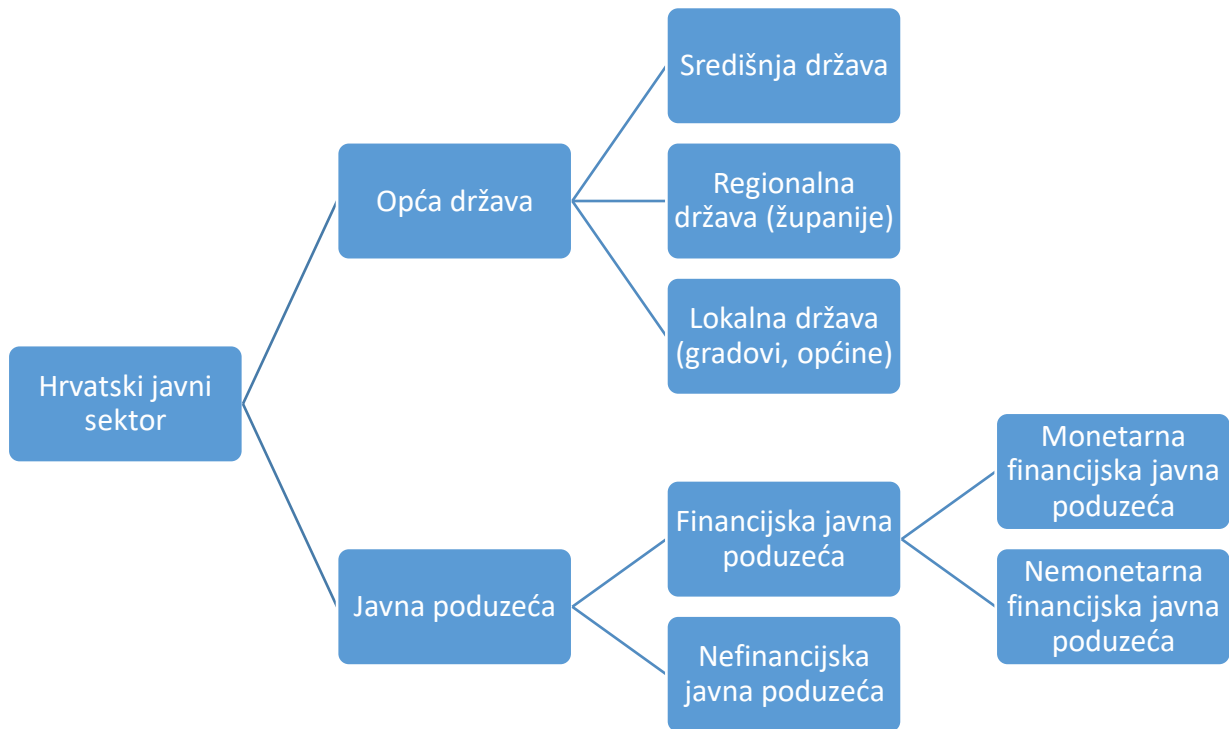 Središnja država
Opća država
Regionalna
država (županije)
Lokalna država
(gradovi, općine)
Hrvatski javni
sektor
Monetarna
financijska javna
poduzeća
Financijska javna
poduzeća
Javna poduzeća
Nemonetarna
financijska javna
poduzeća
Nefinancijska
javna poduzeća